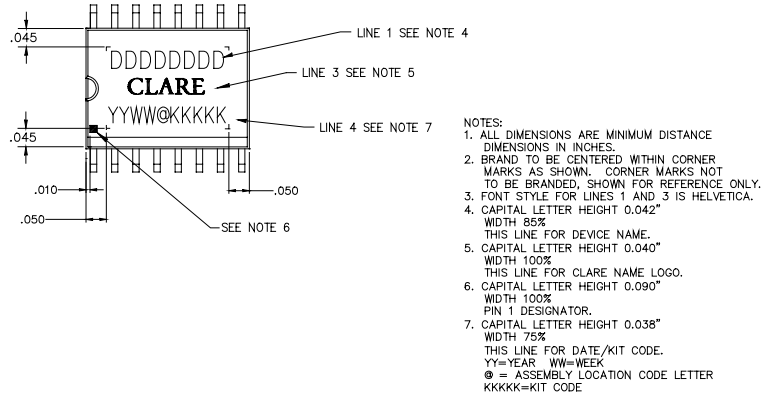 .045
DDDDDDDD
LINE 1 SEE NOTE 4
CLARE
LINE 3 SEE NOTE 5
YYWW@KKKKK
LINE 4 SEE NOTE 7
.045
.010
.050
.050
SEE NOTE 6
NOTES:
1. ALL DIMENSIONS ARE MINIMUM DISTANCE
DIMENSIONS IN INCHES.
2. BRAND TO BE CENTERED WITHIN CORNER
MARKS AS SHOWN. CORNER MARKS NOT
TO BE BRANDED, SHOWN FOR REFERENCE ONLY.
3. FONT STYLE FOR LINES 1 AND 3 IS HELVETICA.
4. CAPITAL LETTER HEIGHT 0.042"
WIDTH 85%
THIS LINE FOR DEVICE NAME.
5. CAPITAL LETTER HEIGHT 0.040"
WIDTH 100%
THIS LINE FOR CLARE NAME LOGO.
6. CAPITAL LETTER HEIGHT 0.090"
WIDTH 100%
PIN 1 DESIGNATOR.
7. CAPITAL LETTER HEIGHT 0.038"
WIDTH 75%
THIS LINE FOR DATE/KIT CODE.
YY=YEAR WW=WEEK
@ = ASSEMBLY LOCATION CODE LETTER
KKKKK=KIT CODE